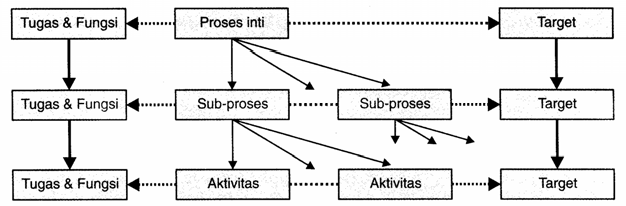 Tugas & Fungsi Proses inti Target
Tugas & Fungsi Sub-proses Sub-proses Target
Tugas & Fungsi Aktivitas Aktivitas Target